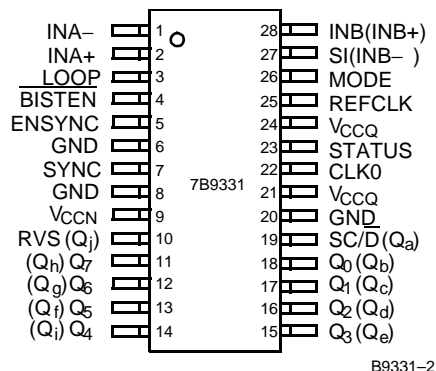 INA− 1 28 INB(INB+)
INA+ 2 27 SI(INB− )
LOOP 3 26 MODE
BISTEN 4 25 REFCLK
ENSYNC 5 24 VCCQ
GND 6 23 STATUS
SYNC 7 22 CLK0
7B9331
GND 8 21 VCCQ
VCCN 9 20 GND
RVS (Qj) 10 19 SC/D (Qa)
(Qh) Q7 11 18 Q0 (Qb)
(Qg) Q6 12 17 Q1 (Qc)
(Qf) Q5 13 16 Q2 (Qd)
(Qi) Q4 14 15 Q3 (Qe)
B9331–2